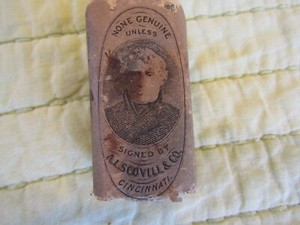 NONE GENUINE
UNLESS
SIGNED BY
A.L. SCOVILL & CO.
CINCINNATI.